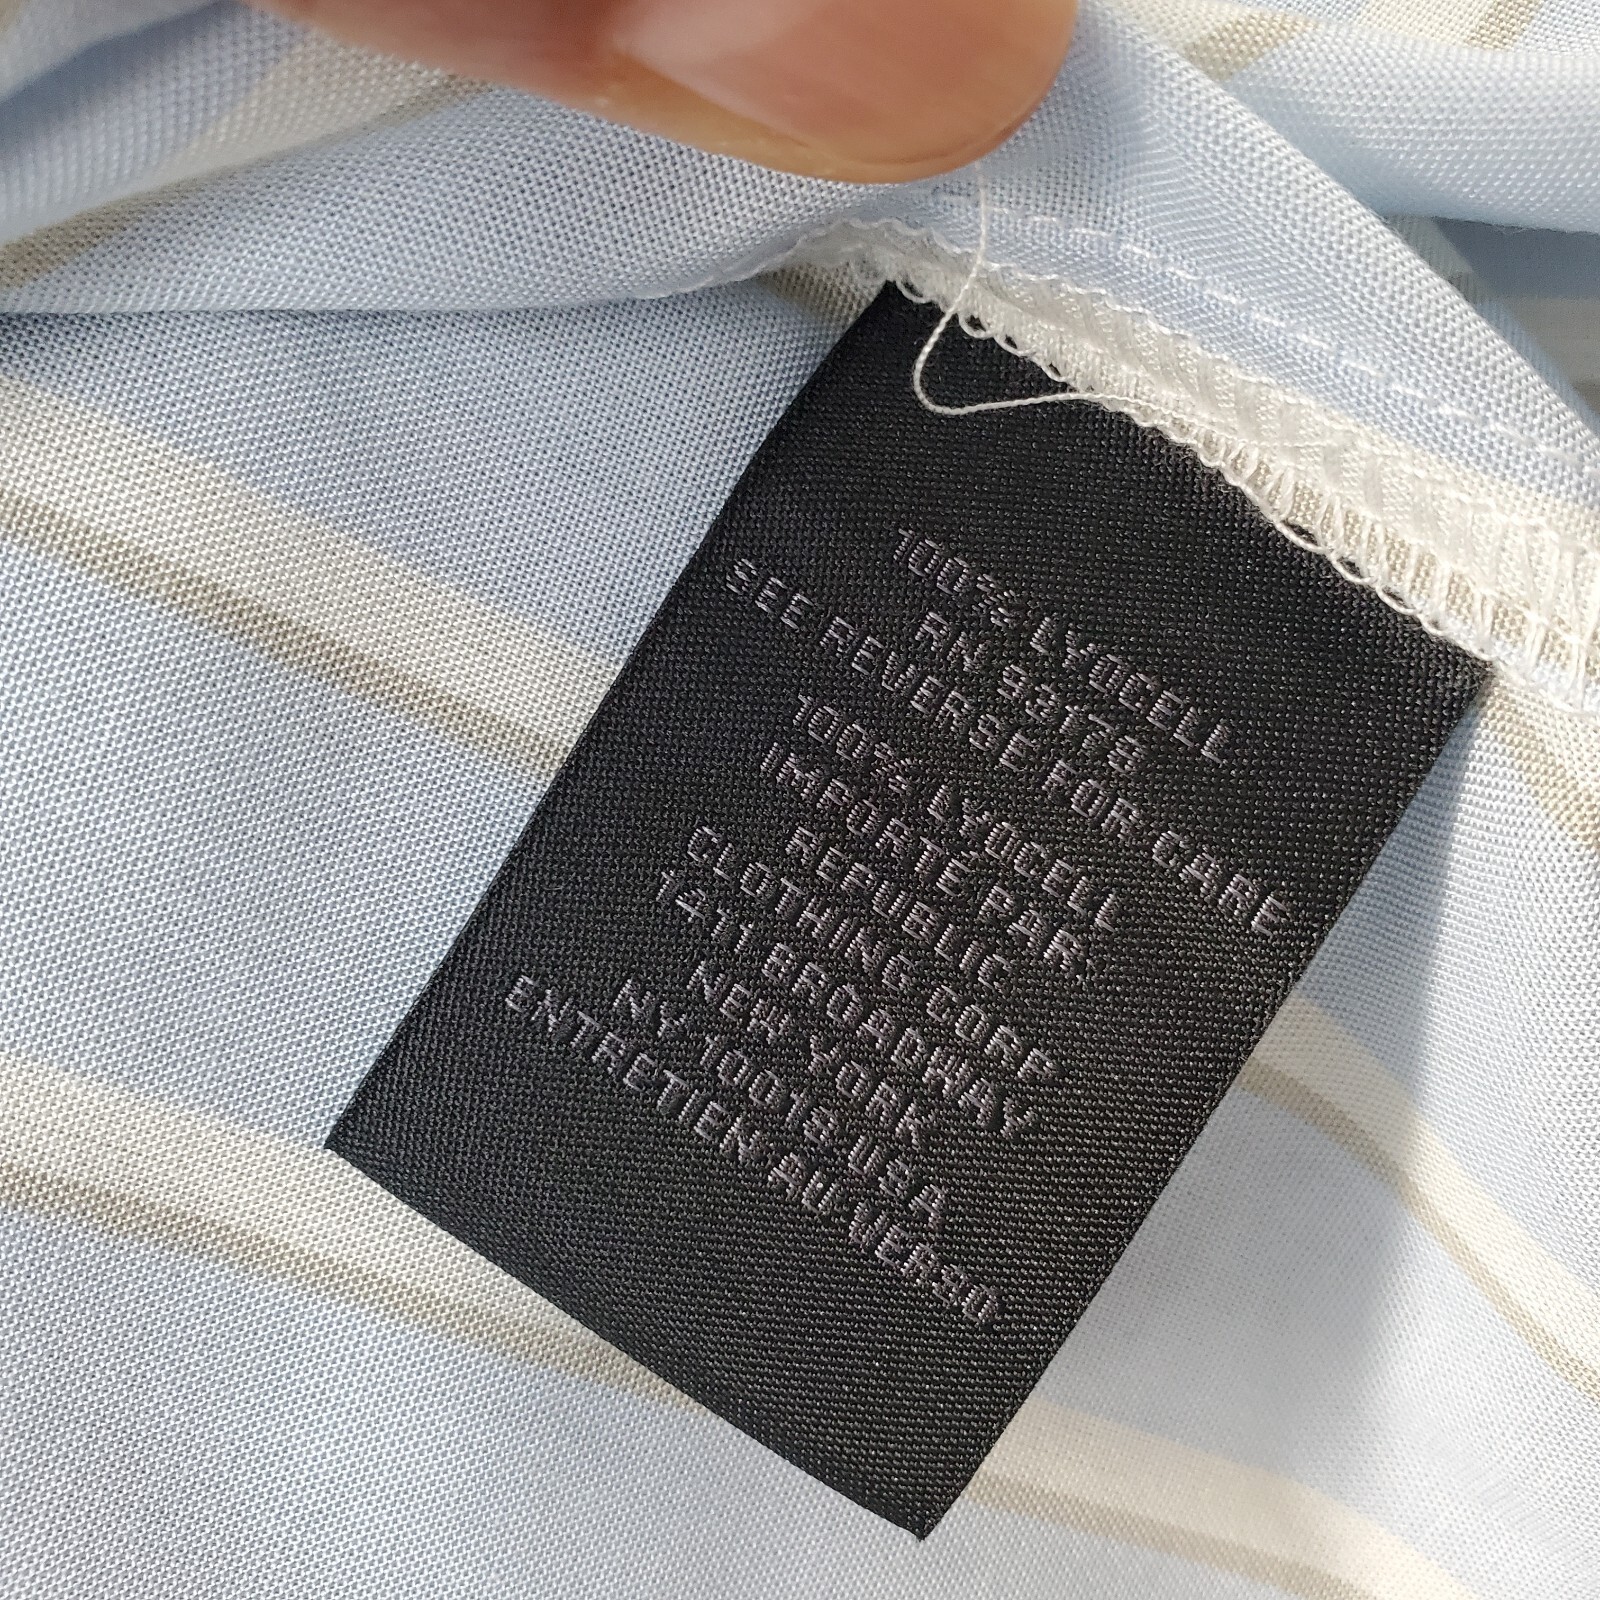 100% LYOCELL
RN 93178
SEE REVERSE FOR CARE
100% LYOCELL
IMPORTE PAR:
REPUBLIC
CLOTHING CORP
1411 BROADWAY
NEW YORK
NY 10018 USA
ENTRETIEN AU VERSO